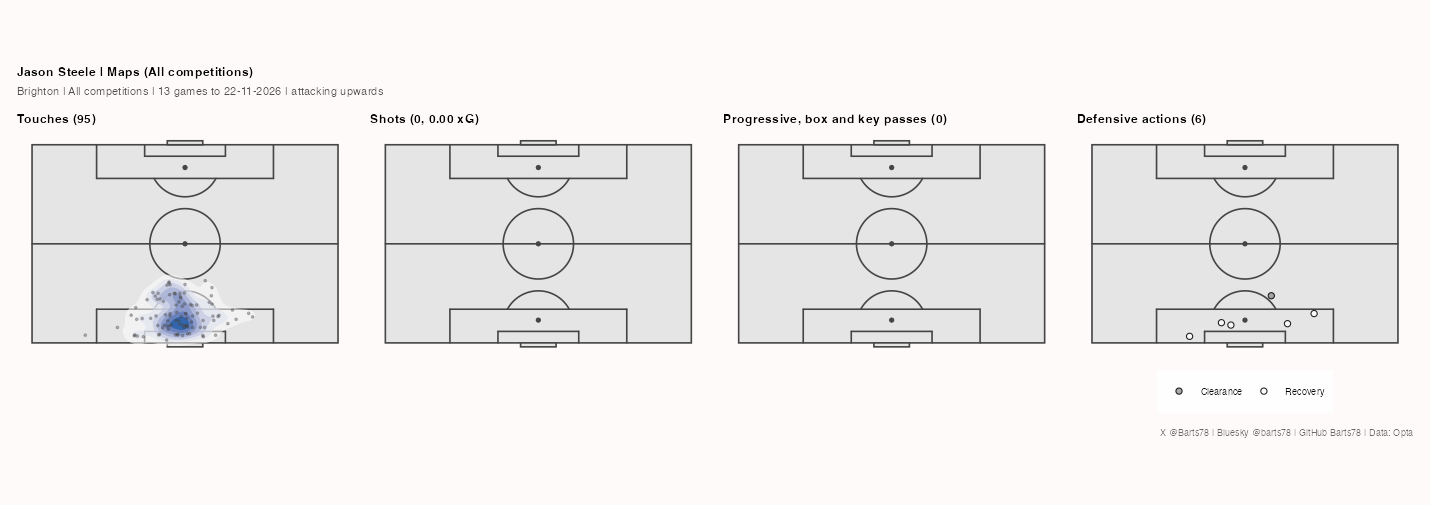 Jason Steele | Maps (All competitions)
Brighton | All competitions | 13 games to 22-11-2026 | attacking upwards
Touches (95)
Shots (0, 0.00 xG)
Progressive, box and key passes (0)
Defensive actions (6)
Clearance
Recovery
X @Barts78 | Bluesky @barts78 | GitHub Barts78 | Data: Opta